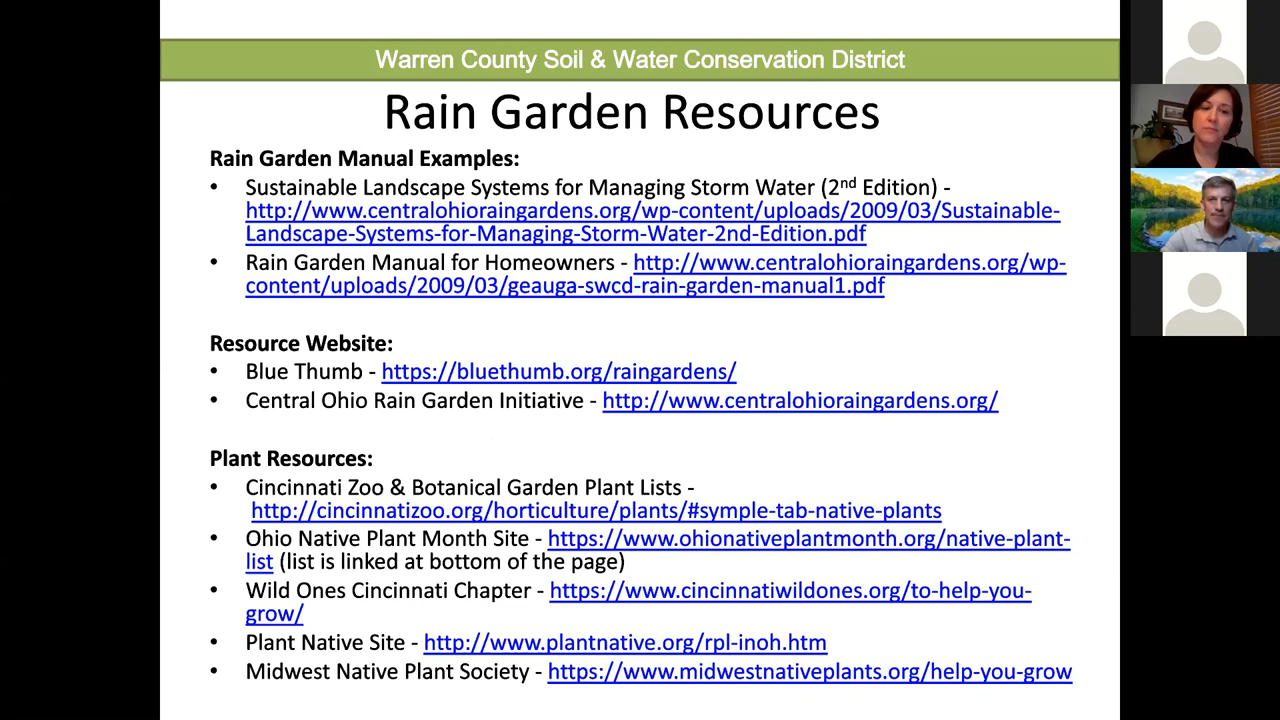 Warren County Soil & Water Conservation District
Rain Garden Resources
Rain Garden Manual Examples:
• Sustainable Landscape Systems for Managing Storm Water (2nd Edition) -
http://www.centralohioraingardens.org/wp-content/uploads/2009/03/Sustainable-
Landscape-Systems-for-Managing-Storm-Water-2nd-Edition.pdf
• Rain Garden Manual for Homeowners - http://www.centralohioraingardens.org/wp-
content/uploads/2009/03/geauga-swcd-rain-garden-manual1.pdf
Resource Website:
• Blue Thumb - https://bluethumb.org/raingardens/
• Central Ohio Rain Garden Initiative - http://www.centralohioraingardens.org/
Plant Resources:
• Cincinnati Zoo & Botanical Garden Plant Lists -
http://cincinnatizoo.org/horticulture/plants/#symple-tab-native-plants
• Ohio Native Plant Month Site - https://www.ohionativeplantmonth.org/native-plant-
list (list is linked at bottom of the page)
• Wild Ones Cincinnati Chapter - https://www.cincinnatiwildones.org/to-help-you-
grow/
• Plant Native Site - http://www.plantnative.org/rpl-inoh.htm
• Midwest Native Plant Society - https://www.midwestnativeplants.org/help-you-grow